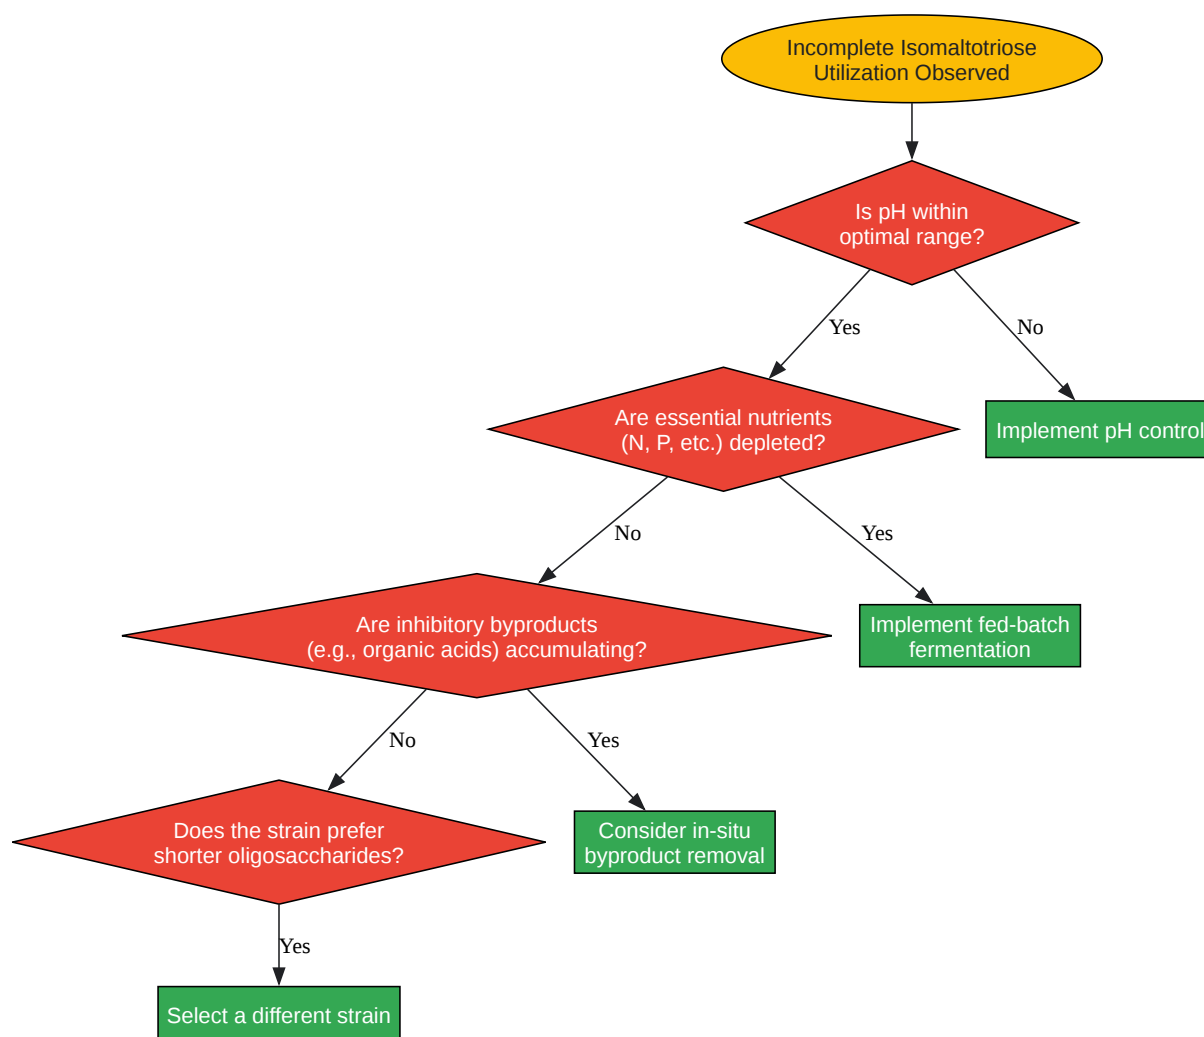 Incomplete Isomaltotriose
Utilization Observed
Is pH within
optimal range?
Yes
No
Are essential nutrients
(N, P, etc.) depleted?
Implement pH control
No
Yes
Are inhibitory byproducts
(e.g., organic acids) accumulating?
Implement fed-batch
fermentation
No
Yes
Does the strain prefer
shorter oligosaccharides?
Consider in-situ
byproduct removal
Yes
Select a different strain